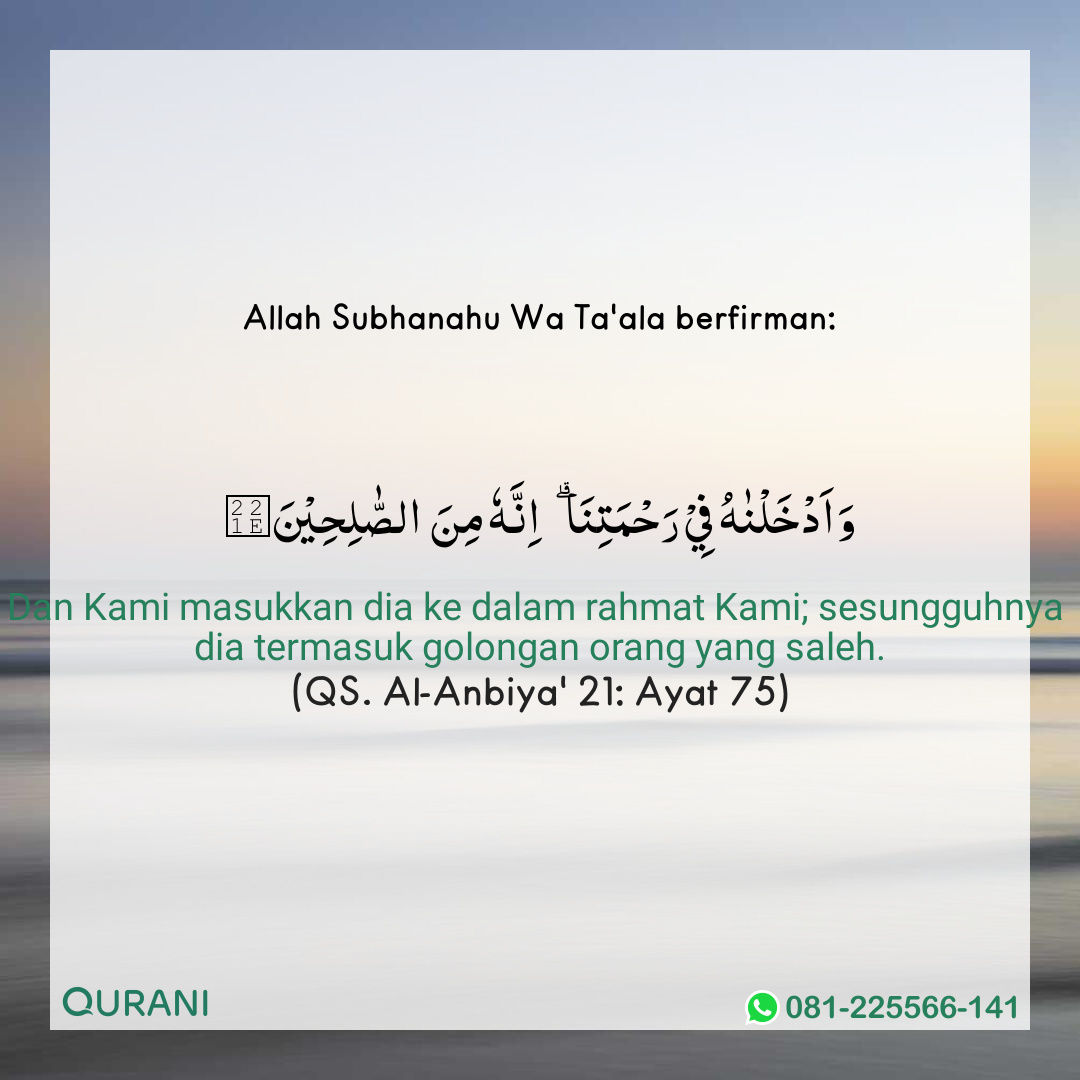 Allah Subhanahu Wa Ta'ala berfirman:
وَاَدْخَلْنٰهُ فِيْ رَحْمَتِنَاۗ اِنَّهٗ مِنَ الصّٰلِحِيْنَ
Dan Kami masukkan dia ke dalam rahmat Kami; sesungguhnya
dia termasuk golongan orang yang saleh.
(QS. Al-Anbiya' 21: Ayat 75)
QURANI
081-225566-141